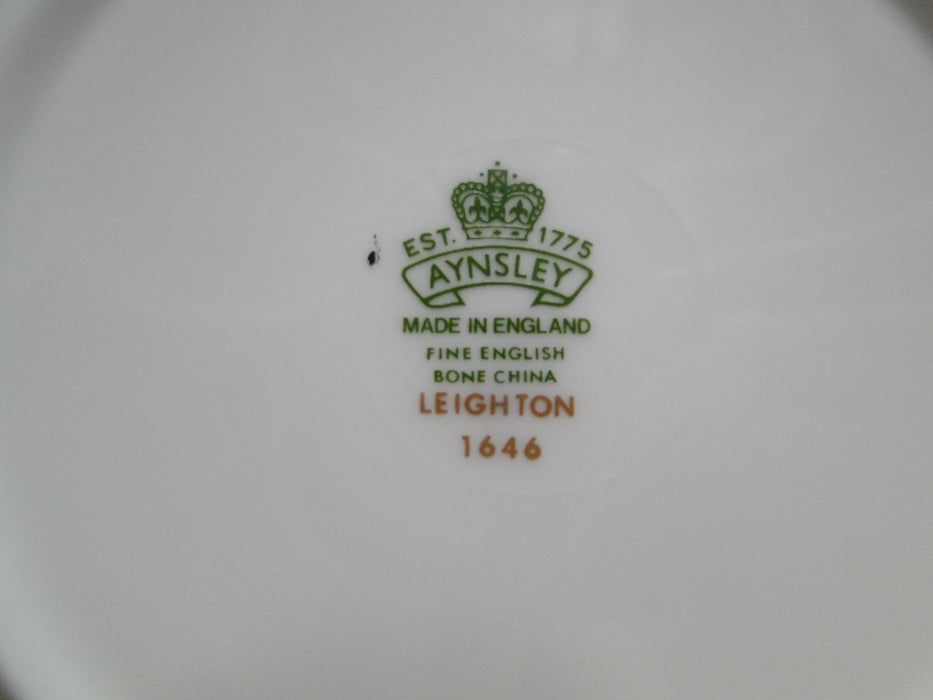 EST. 1775
AYNSLEY
MADE IN ENGLAND
FINE ENGLISH
BONE CHINA
LEIGHTON
1646